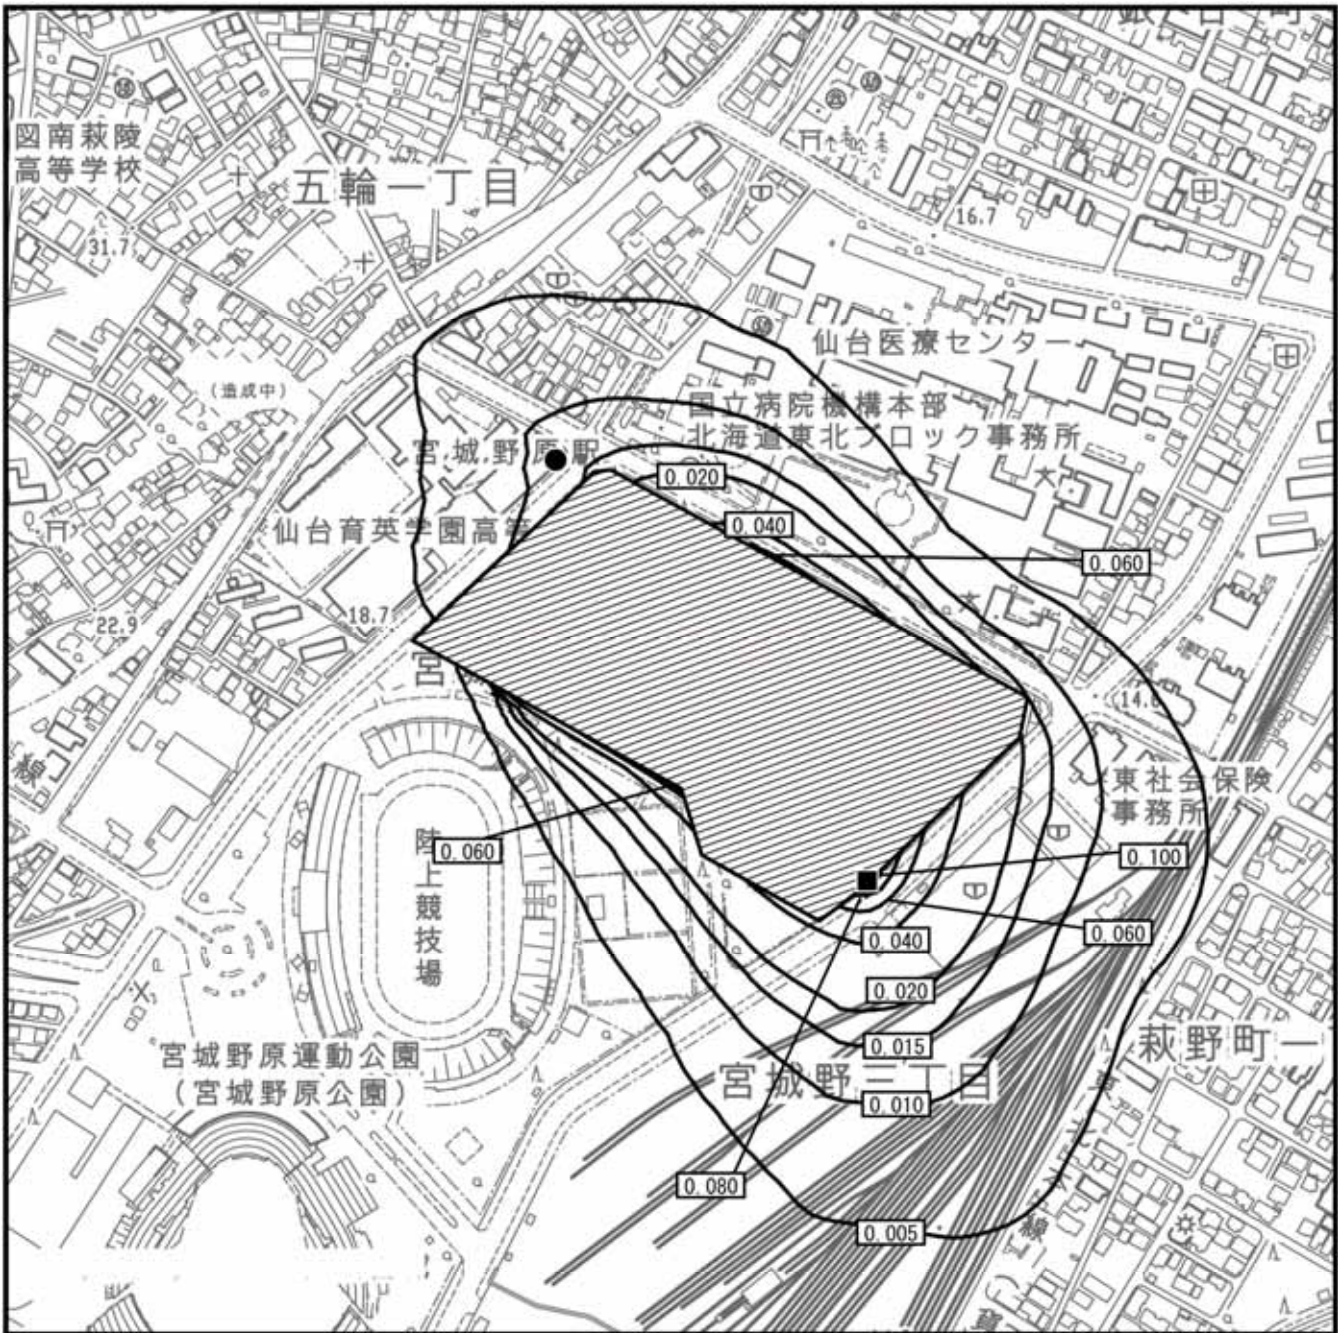 図南萩陵
高等学校
五輪一丁目
31.7
16.7
(造成中)
仙台医療センター
国立病院機構本部
北海道東北ブロック事務所
宮城野原駅
0.020
0.040
0.060
仙台育英学園高等
18.7
22.9
宮
14.6
線
東社会保険
事務所
0.060
陸上競技場
0.100
0.060
0.040
0.020
0.015
宮城野原運動公園
(宮城野原公園)
萩野町一
宮城野三丁目
0.010
0.080
0.005
線